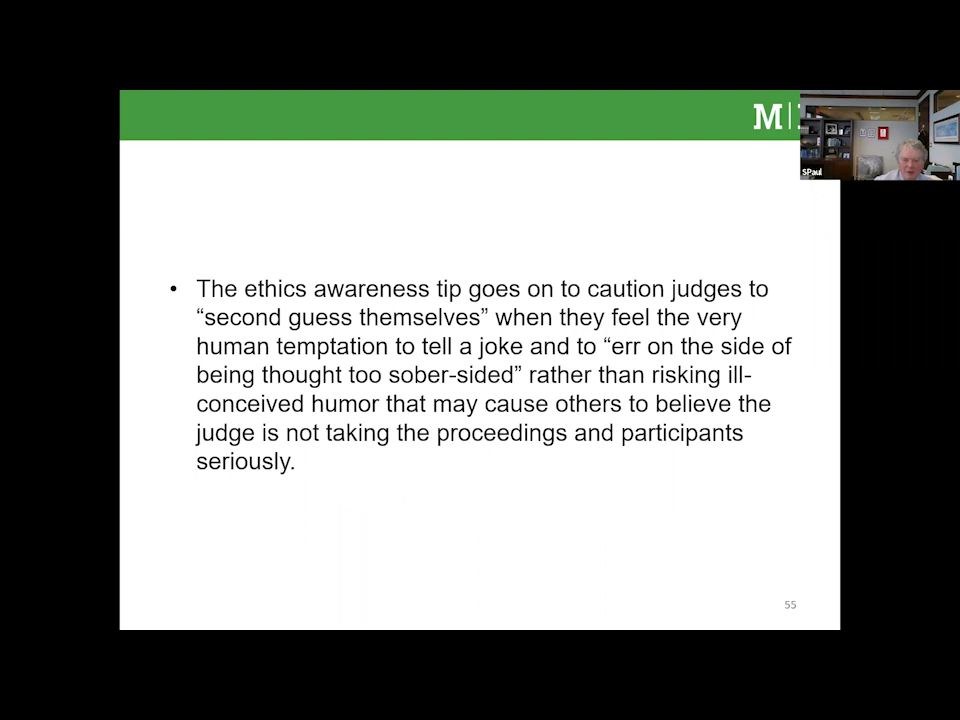 M
SPaul
• The ethics awareness tip goes on to caution judges to
“second guess themselves” when they feel the very
human temptation to tell a joke and to “err on the side of
being thought too sober-sided” rather than risking ill-
conceived humor that may cause others to believe the
judge is not taking the proceedings and participants
seriously.
55